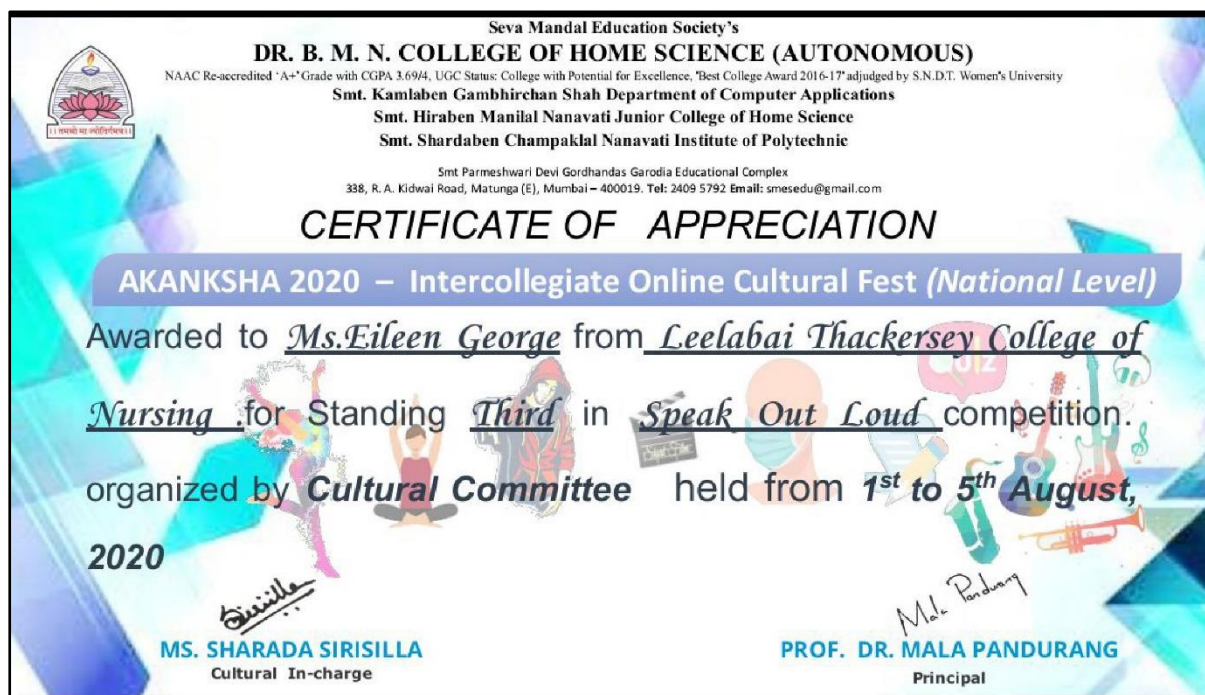 Seva Mandal Education Society's
DR. B. M. N. COLLEGE OF HOME SCIENCE (AUTONOMOUS)
NAAC Re-accredited 'A+' Grade with CGPA 3.69/4, UGC Status: College with Potential for Excellence, 'Best College Award 2016-17' adjudged by S.N.D.T. Women's University
Smt. Kamlaben Gambhirchan Shah Department of Computer Applications
Smt. Hiraben Manilal Nanavati Junior College of Home Science
Smt. Shardaben Champaklal Nanavati Institute of Polytechnic
।। तमसो मा ज्योतिर्गमय ।।
Smt Parmeshwari Devi Gordhandas Garodia Educational Complex
338, R. A. Kidwai Road, Matunga (E), Mumbai – 400019. Tel: 2409 5792 Email: smesedu@gmail.com
CERTIFICATE OF APPRECIATION
AKANKSHA 2020 – Intercollegiate Online Cultural Fest (National Level)
Awarded to Ms.Eileen George from Leelabai Thackersey College of
Quiz
Nursing .for Standing Third in Speak Out Loud competition.
organized by Cultural Committee held from 1st to 5th August,
2020
Sirisilla
Mala Pandurang
MS. SHARADA SIRISILLA
PROF. DR. MALA PANDURANG
Cultural In-charge
Principal